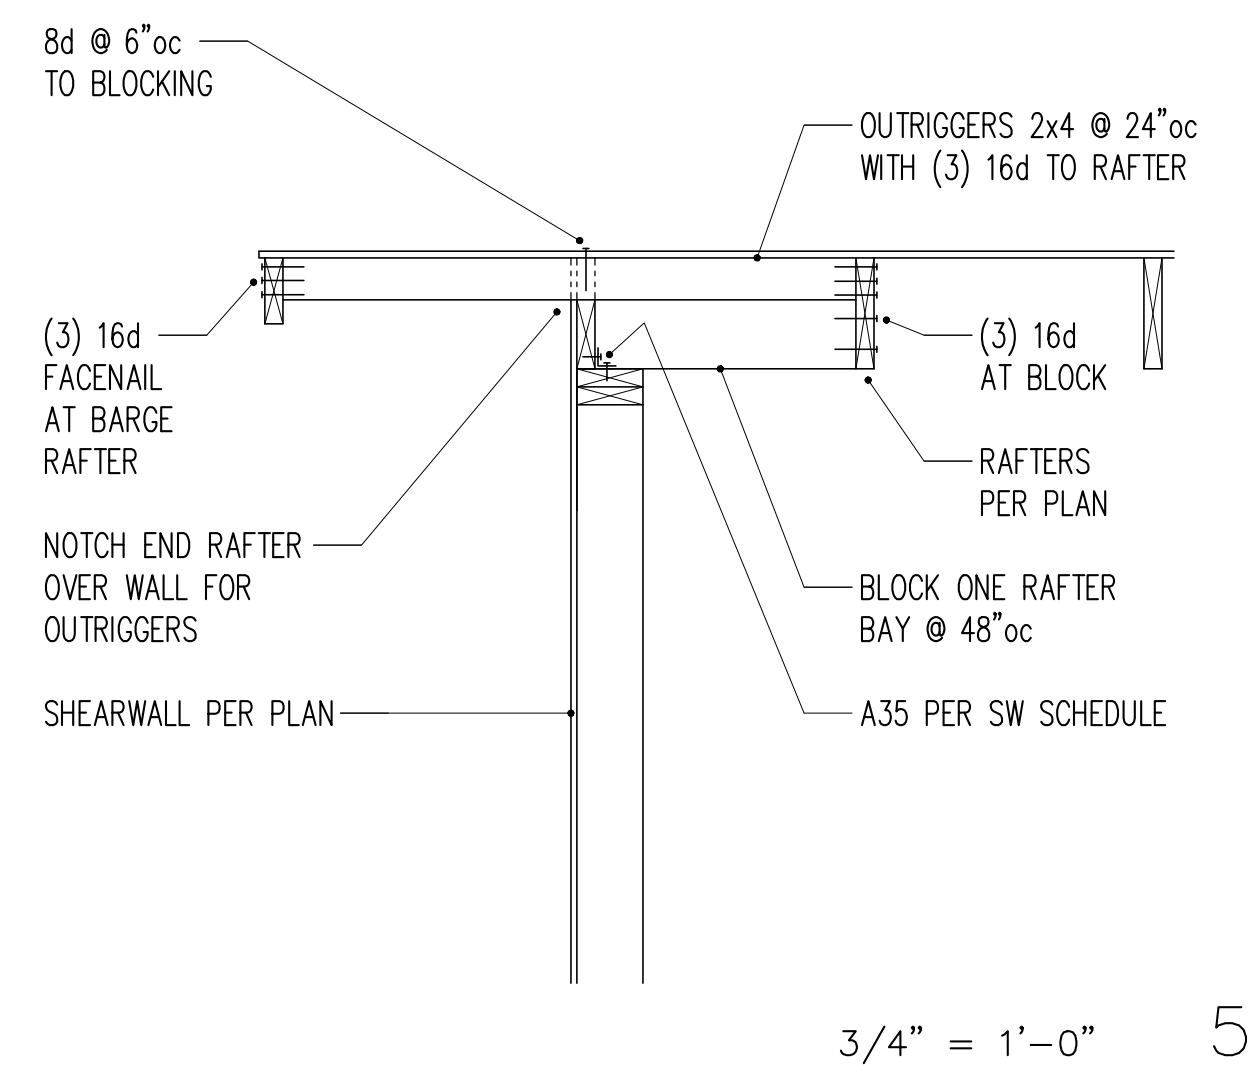 8d @ 6"oc
TO BLOCKING
OUTRIGGERS 2x4 @ 24"oc
WITH (3) 16d TO RAFTER
(3) 16d
FACENAIL
AT BARGE
RAFTER
(3) 16d
AT BLOCK
RAFTERS
PER PLAN
NOTCH END RAFTER
OVER WALL FOR
OUTRIGGERS
BLOCK ONE RAFTER
BAY @ 48"oc
SHEARWALL PER PLAN
A35 PER SW SCHEDULE
3/4" = 1'-0"
5